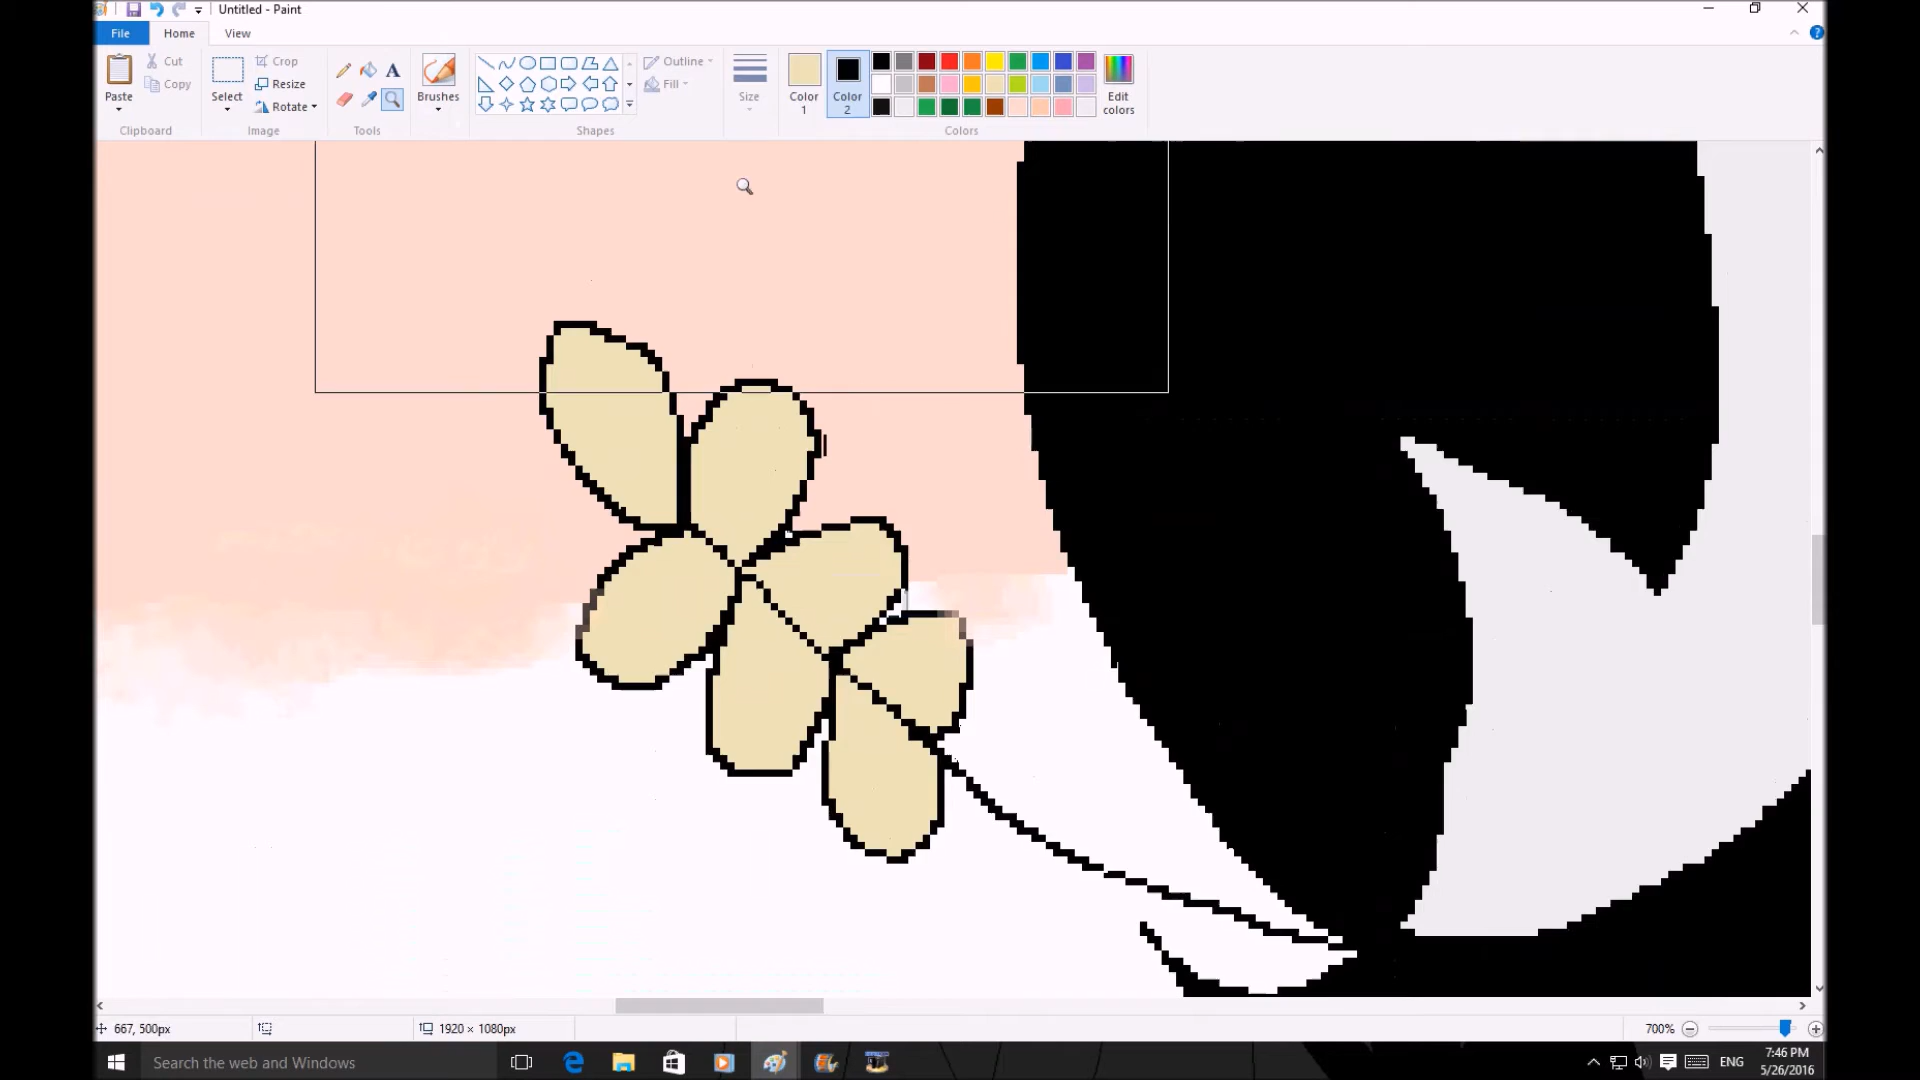 Untitled - Paint
File Home View
Paste
Cut
Copy
Clipboard
Select
Crop
Resize
Rotate
Image
A
Tools
Brushes
Shapes
Outline
Fill
Size
Color 1
Color 2
Edit colors
Colors
667, 500px
1920 × 1080px
700%
Search the web and Windows
ENG
7:46 PM
5/26/2016